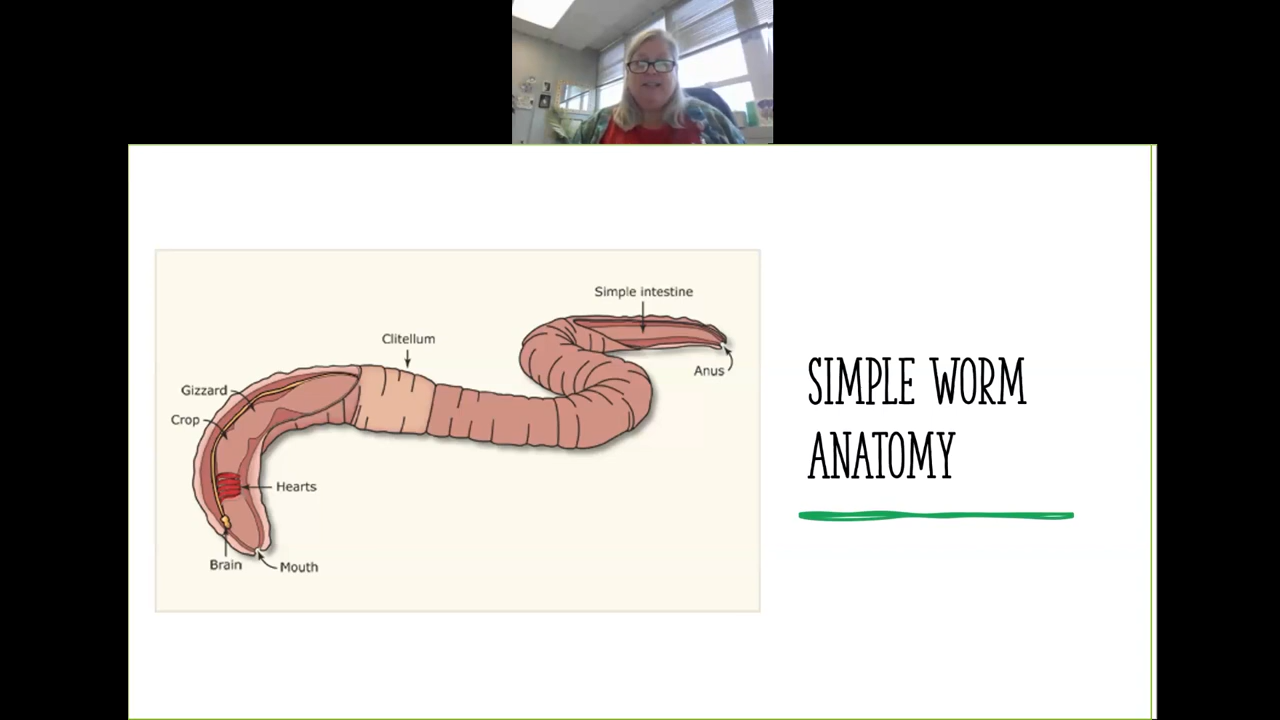 Simple intestine
Clitellum
Anus
Gizzard
Crop
Hearts
Brain
Mouth
SIMPLE WORM
ANATOMY